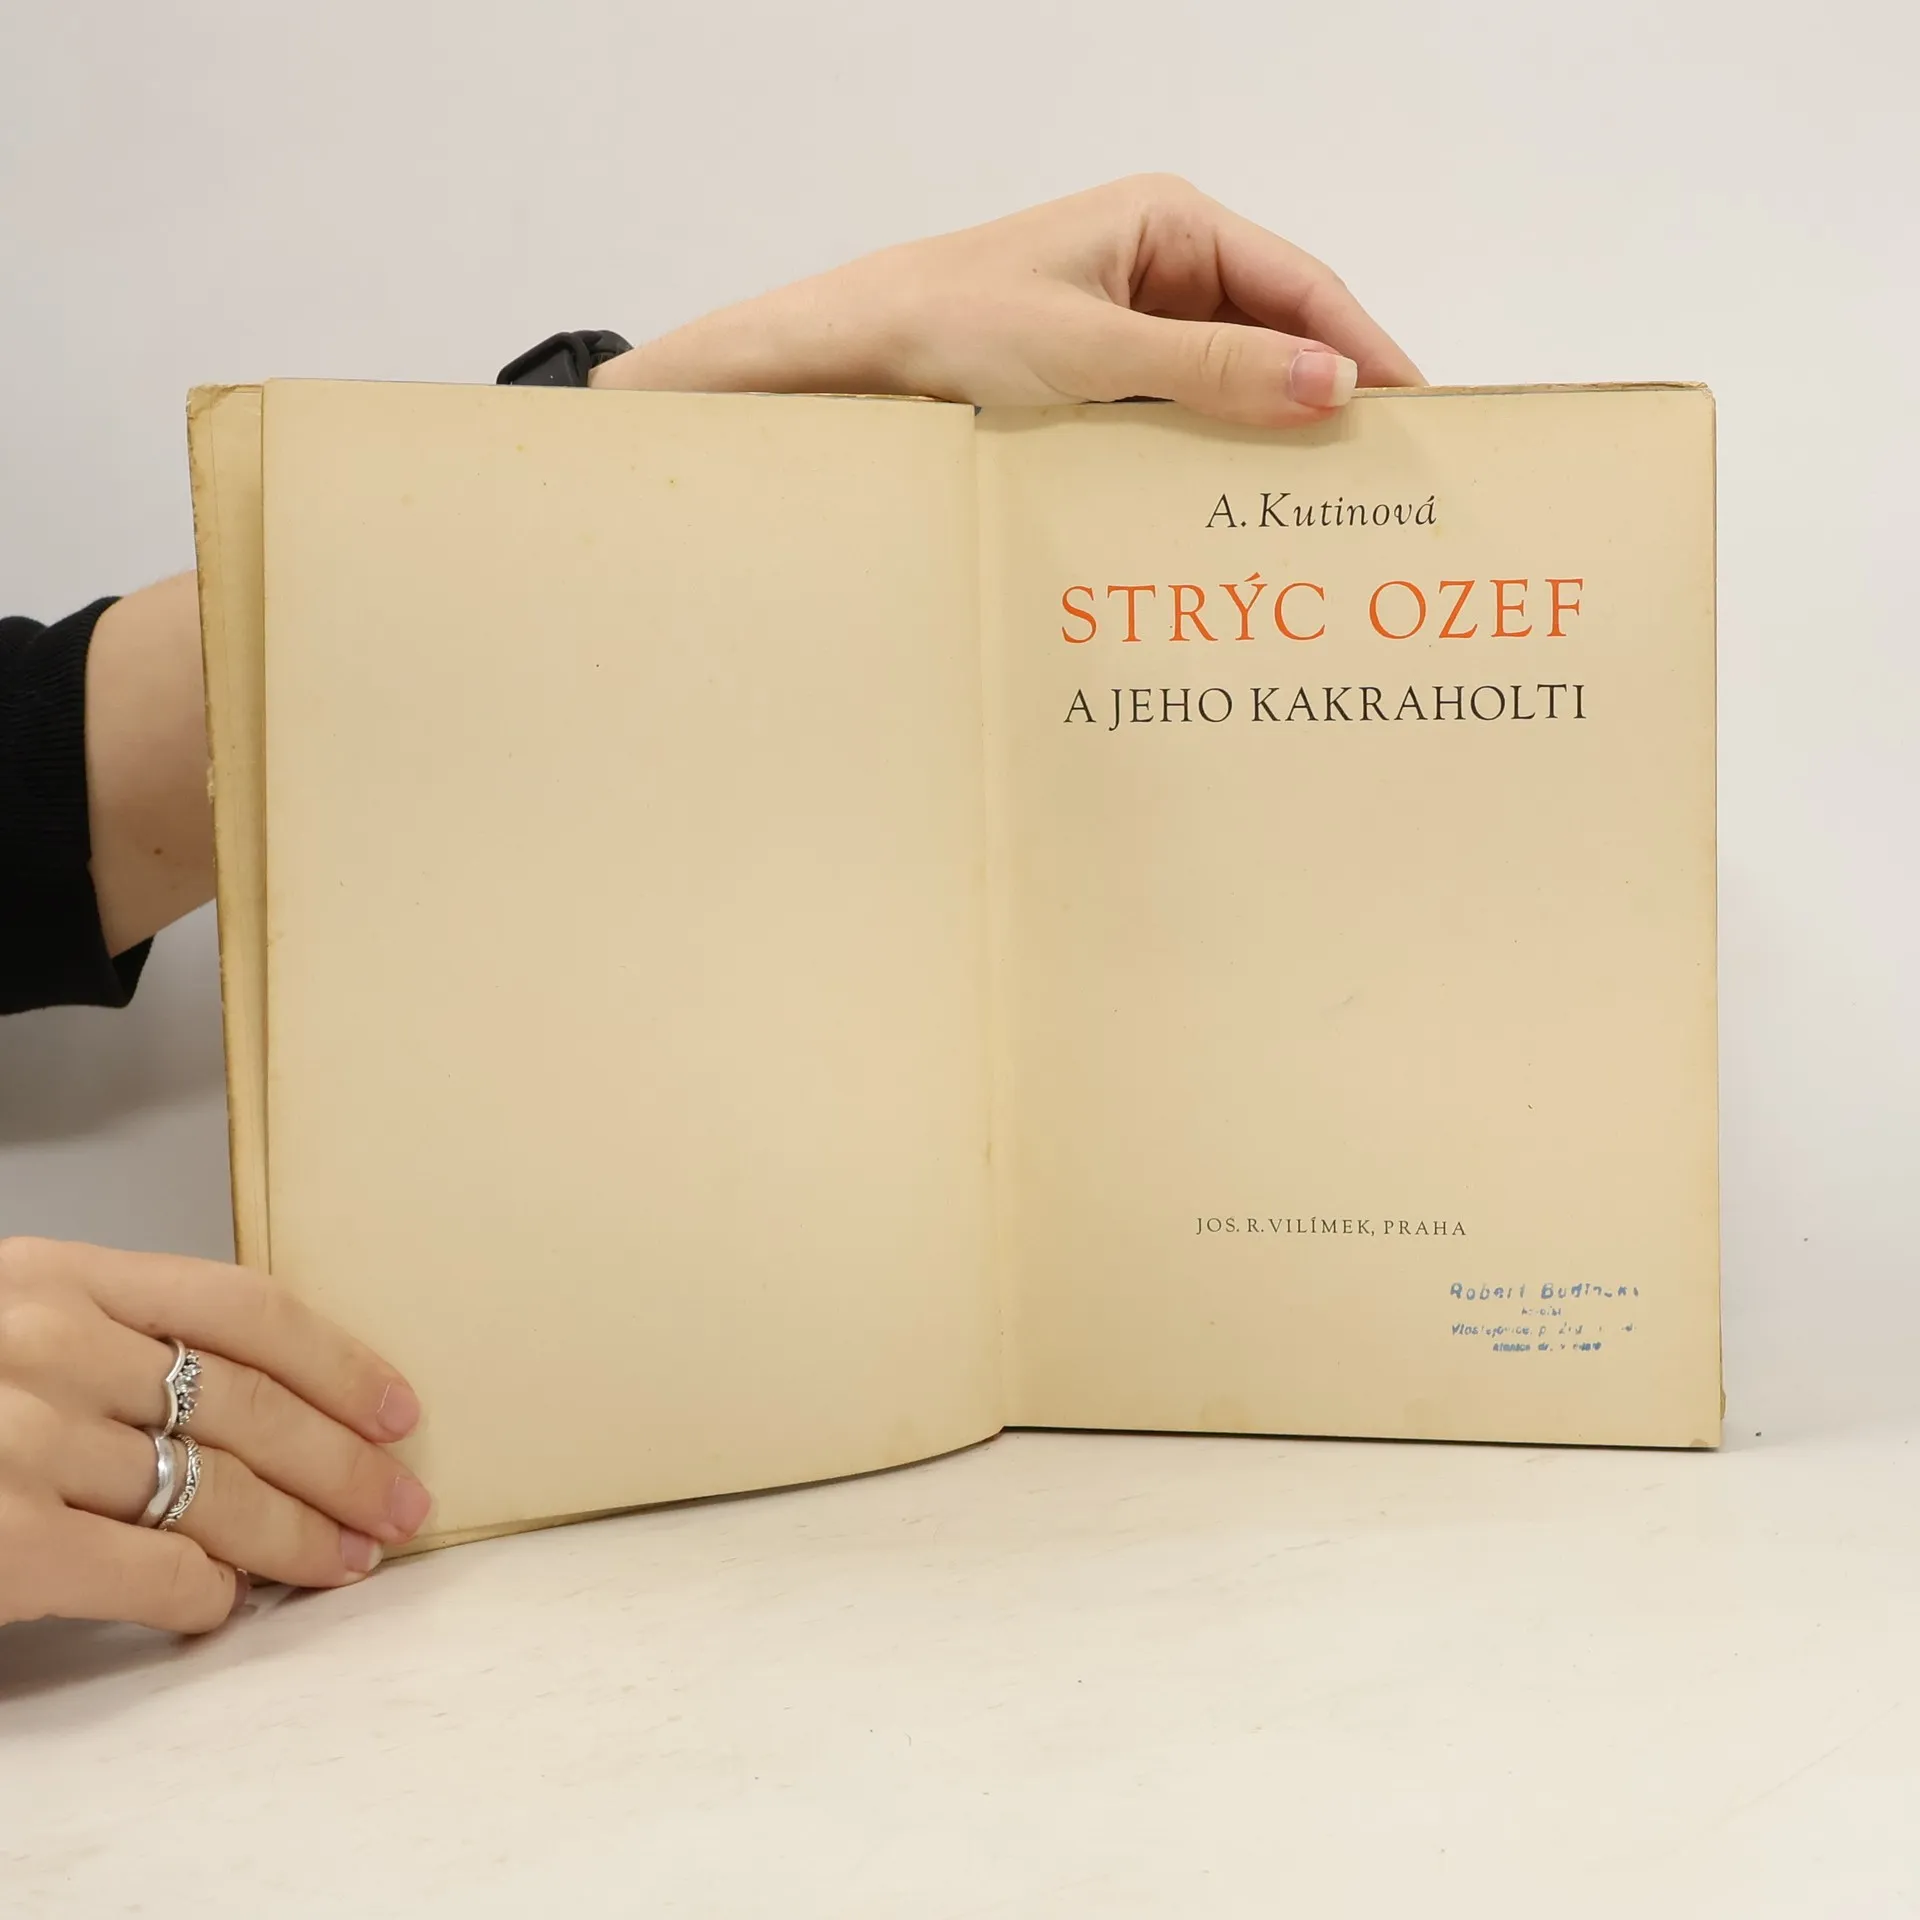 A. Kutinová
STRÝC OZEF
A JEHO KAKRAHOLTI
JOS. R. VILÍMEK, PRAHA
Robert